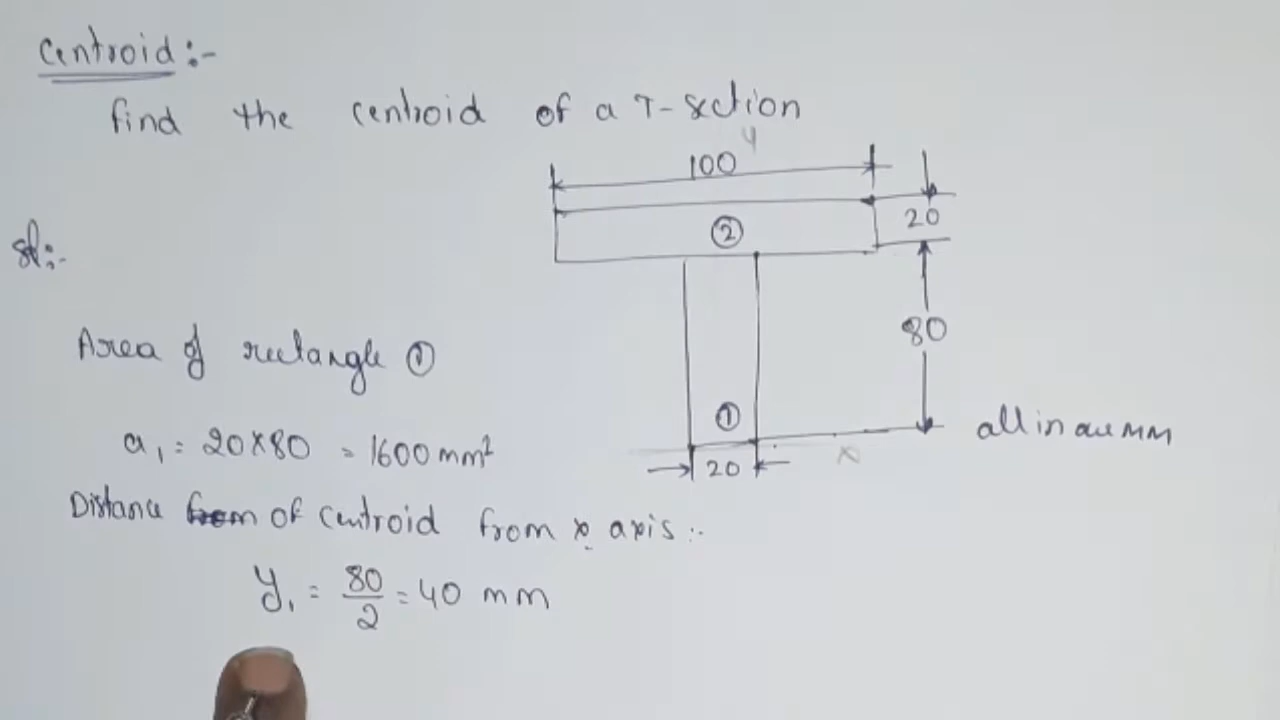 Centroid :-
find the centroid of a T-section
y
100
20
②
Sol:-
80
Area of rectangle ①
①
all in are MM
a₁ = 20×80 = 1600 mm²
x
20
Distance of centroid from x axis :-
y₁ = 80/2 = 40 mm